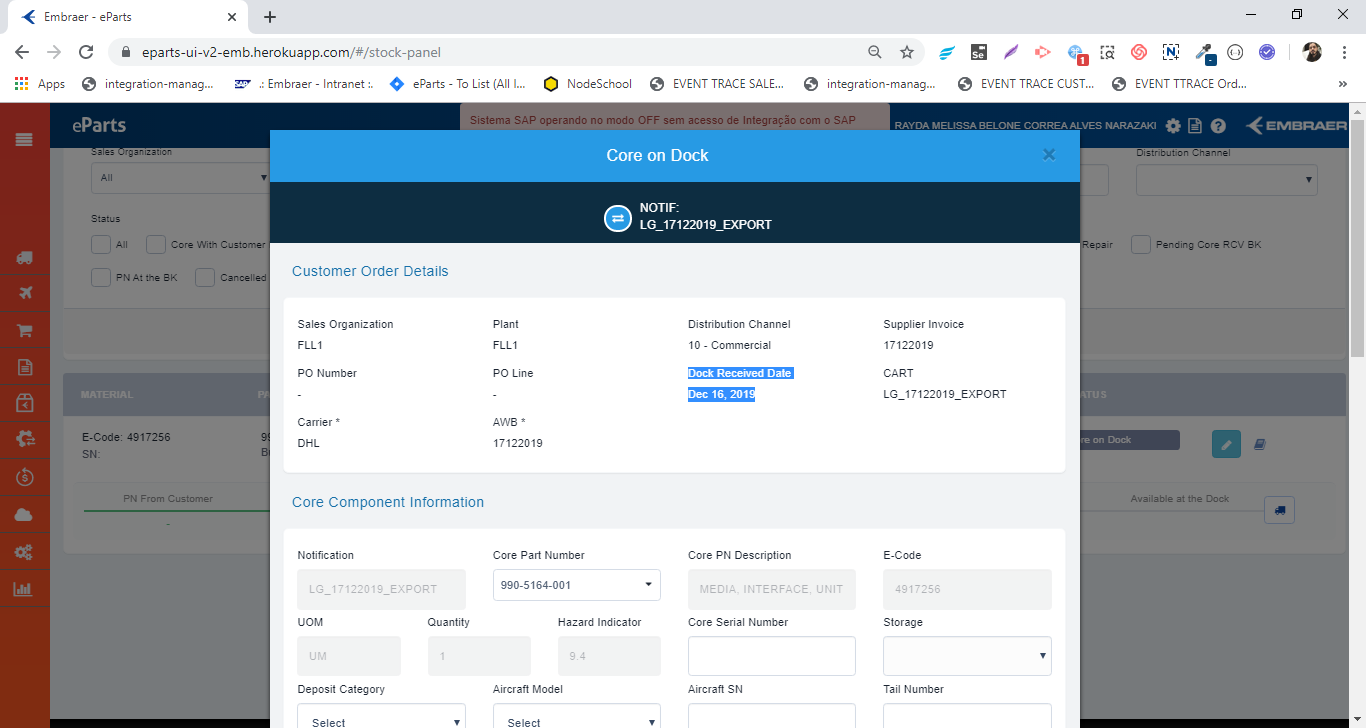 Embraer - eParts
eparts-ui-v2-emb.herokuapp.com/#/stock-panel
Apps integration-manag... .: Embraer - Intranet :. eParts - To List (All I... NodeSchool EVENT TRACE SALE... integration-manag... EVENT TRACE CUST... EVENT TTRACE Ord...
eParts
Sistema SAP operando no modo OFF sem acesso de Integração com o SAP
RAYDA MELISSA BELONE CORREA ALVES NARAZAKI
EMBRAER
Sales Organization
Distribution Channel
All
Status
All Core With Customer
Repair Pending Core RCV BK
PN At the BK Cancelled
MATERIAL
E-Code: 4917256
SN:
PN From Customer
-
re on Dock
Available at the Dock
Core on Dock
NOTIF:
LG_17122019_EXPORT
Customer Order Details
Sales Organization Plant Distribution Channel Supplier Invoice
FLL1 FLL1 10 - Commercial 17122019
PO Number PO Line Dock Received Date CART
- - Dec 16, 2019 LG_17122019_EXPORT
Carrier * AWB *
DHL 17122019
Core Component Information
Notification Core Part Number Core PN Description E-Code
LG_17122019_EXPORT 990-5164-001 MEDIA, INTERFACE, UNIT 4917256
UOM Quantity Hazard Indicator Core Serial Number Storage
UM 1 9.4
Deposit Category Aircraft Model Aircraft SN Tail Number
Select Select